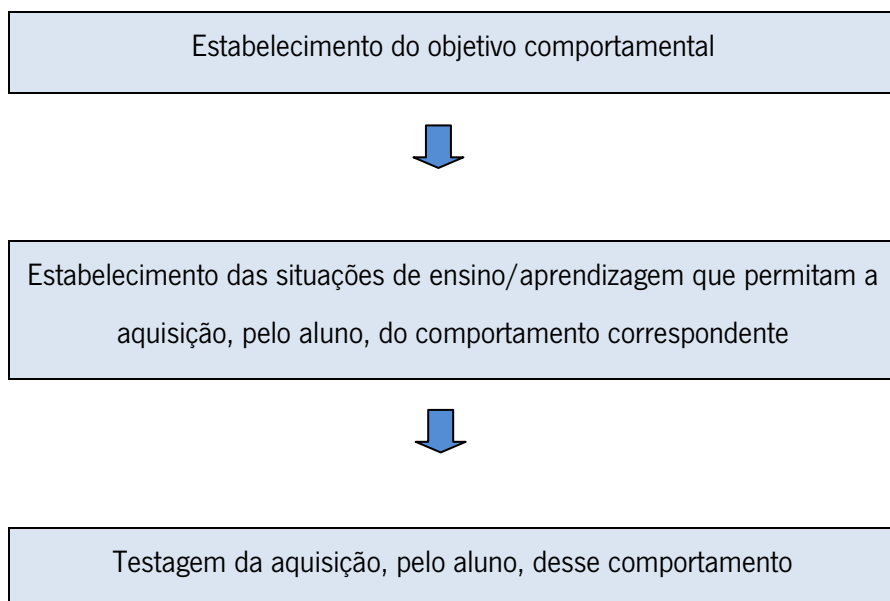 Estabelecimento do objetivo comportamental
Estabelecimento das situações de ensino/aprendizagem que permitam a
aquisição, pelo aluno, do comportamento correspondente
Testagem da aquisição, pelo aluno, desse comportamento